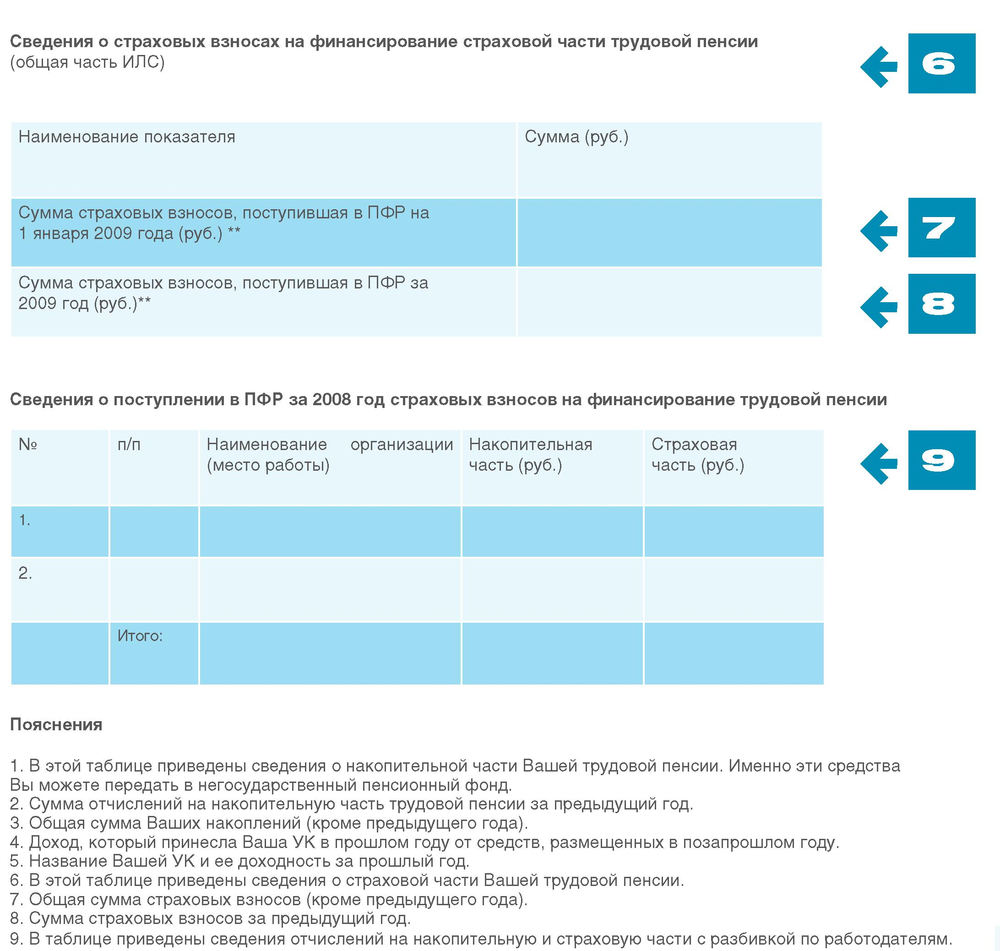 Сведения о страховых взносах на финансирование страховой части трудовой пенсии
(общая часть ИЛС)
6
Наименование показателя
Сумма (руб.)
Сумма страховых взносов, поступившая в ПФР на
1 января 2009 года (руб.) **
7
Сумма страховых взносов, поступившая в ПФР за
2009 год (руб.)**
8
Сведения о поступлении в ПФР за 2008 год страховых взносов на финансирование трудовой пенсии
№
п/п
Наименование организации
(место работы)
Накопительная
часть (руб.)
Страховая
часть (руб.)
9
1.
2.
Итого:
Пояснения
1. В этой таблице приведены сведения о накопительной части Вашей трудовой пенсии. Именно эти средства
Вы можете передать в негосударственный пенсионный фонд.
2. Сумма отчислений на накопительную часть трудовой пенсии за предыдущий год.
3. Общая сумма Ваших накоплений (кроме предыдущего года).
4. Доход, который принесла Ваша УК в прошлом году от средств, размещенных в позапрошлом году.
5. Название Вашей УК и ее доходность за прошлый год.
6. В этой таблице приведены сведения о страховой части Вашей трудовой пенсии.
7. Общая сумма страховых взносов (кроме предыдущего года).
8. Сумма страховых взносов за предыдущий год.
9. В таблице приведены сведения отчислений на накопительную и страховую части с разбивкой по работодателям.